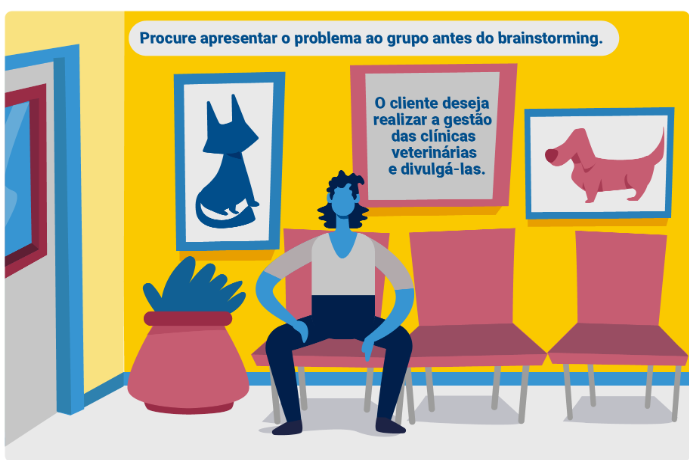 Procure apresentar o problema ao grupo antes do brainstorming.
O cliente deseja
realizar a gestão
das clínicas
veterinárias
e divulgá-las.